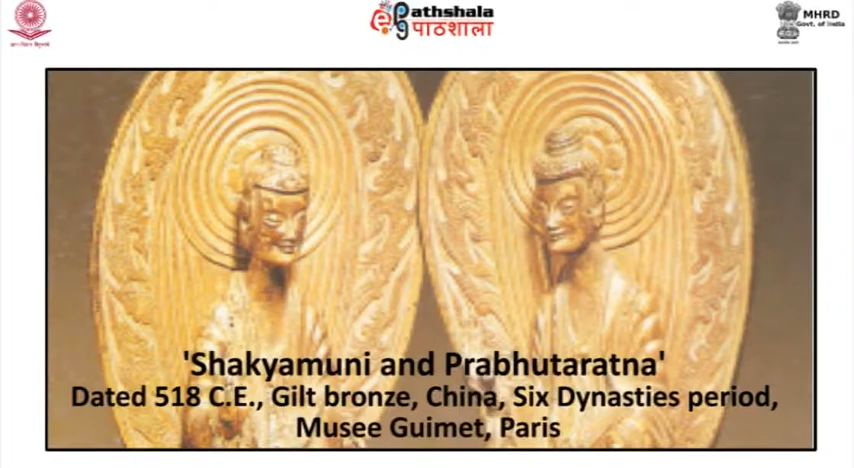 epathshala
पाठशाला
MHRD
Govt. of India
'Shakyamuni and Prabhutaratna'
Dated 518 C.E., Gilt bronze, China, Six Dynasties period,
Musee Guimet, Paris